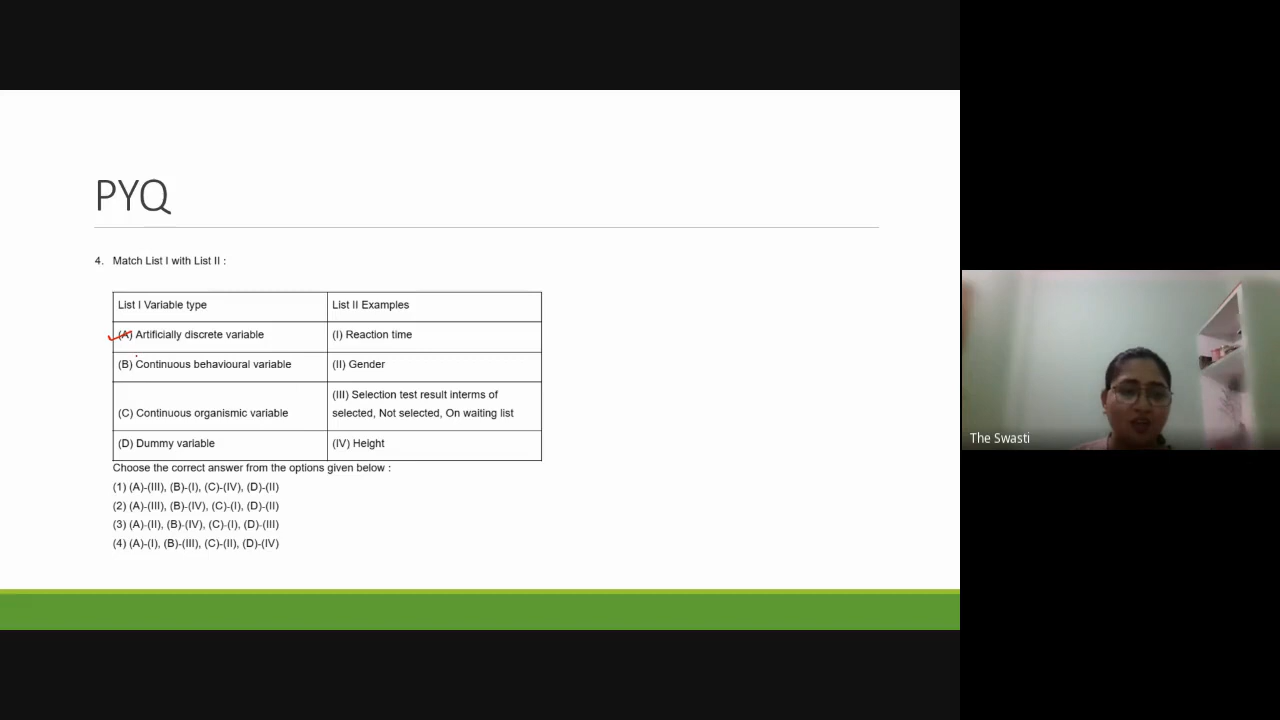 PYQ
4. Match List I with List II :
List I Variable type
List II Examples
(A) Artificially discrete variable
(I) Reaction time
(B) Continuous behavioural variable
(II) Gender
(C) Continuous organismic variable
(III) Selection test result interms of
selected, Not selected, On waiting list
(D) Dummy variable
(IV) Height
Choose the correct answer from the options given below :
(1) (A)-(III), (B)-(I), (C)-(IV), (D)-(II)
(2) (A)-(III), (B)-(IV), (C)-(I), (D)-(II)
(3) (A)-(II), (B)-(IV), (C)-(I), (D)-(III)
(4) (A)-(I), (B)-(III), (C)-(II), (D)-(IV)
The Swasti